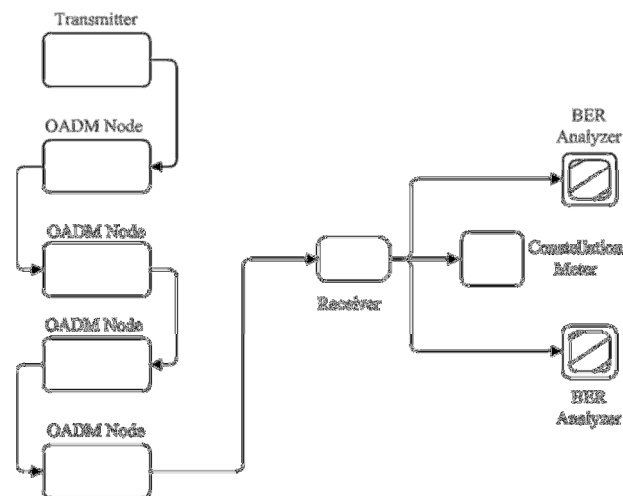 Transmitter
OADM Node
OADM Node
OADM Node
OADM Node
Receiver
BER
Analyzer
Constellation
Meter
BER
Analyzer